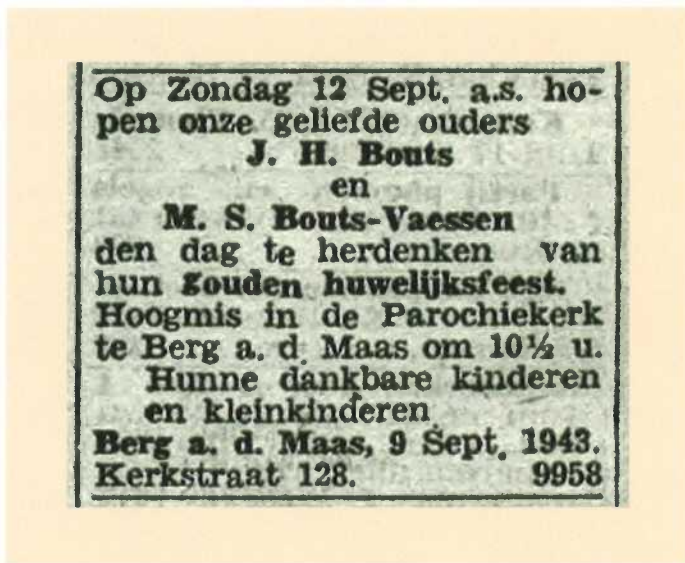 Op Zondag 12 Sept. a.s. ho-
pen onze geliefde ouders
J. H. Bouts
en
M. S. Bouts-Vaessen
den dag te herdenken van
hun gouden huwelijksfeest.
Hoogmis in de Parochiekerk
te Berg a. d. Maas om 10½ u.
Hunne dankbare kinderen
en kleinkinderen
Berg a. d. Maas, 9 Sept. 1943.
Kerkstraat 128. 9958